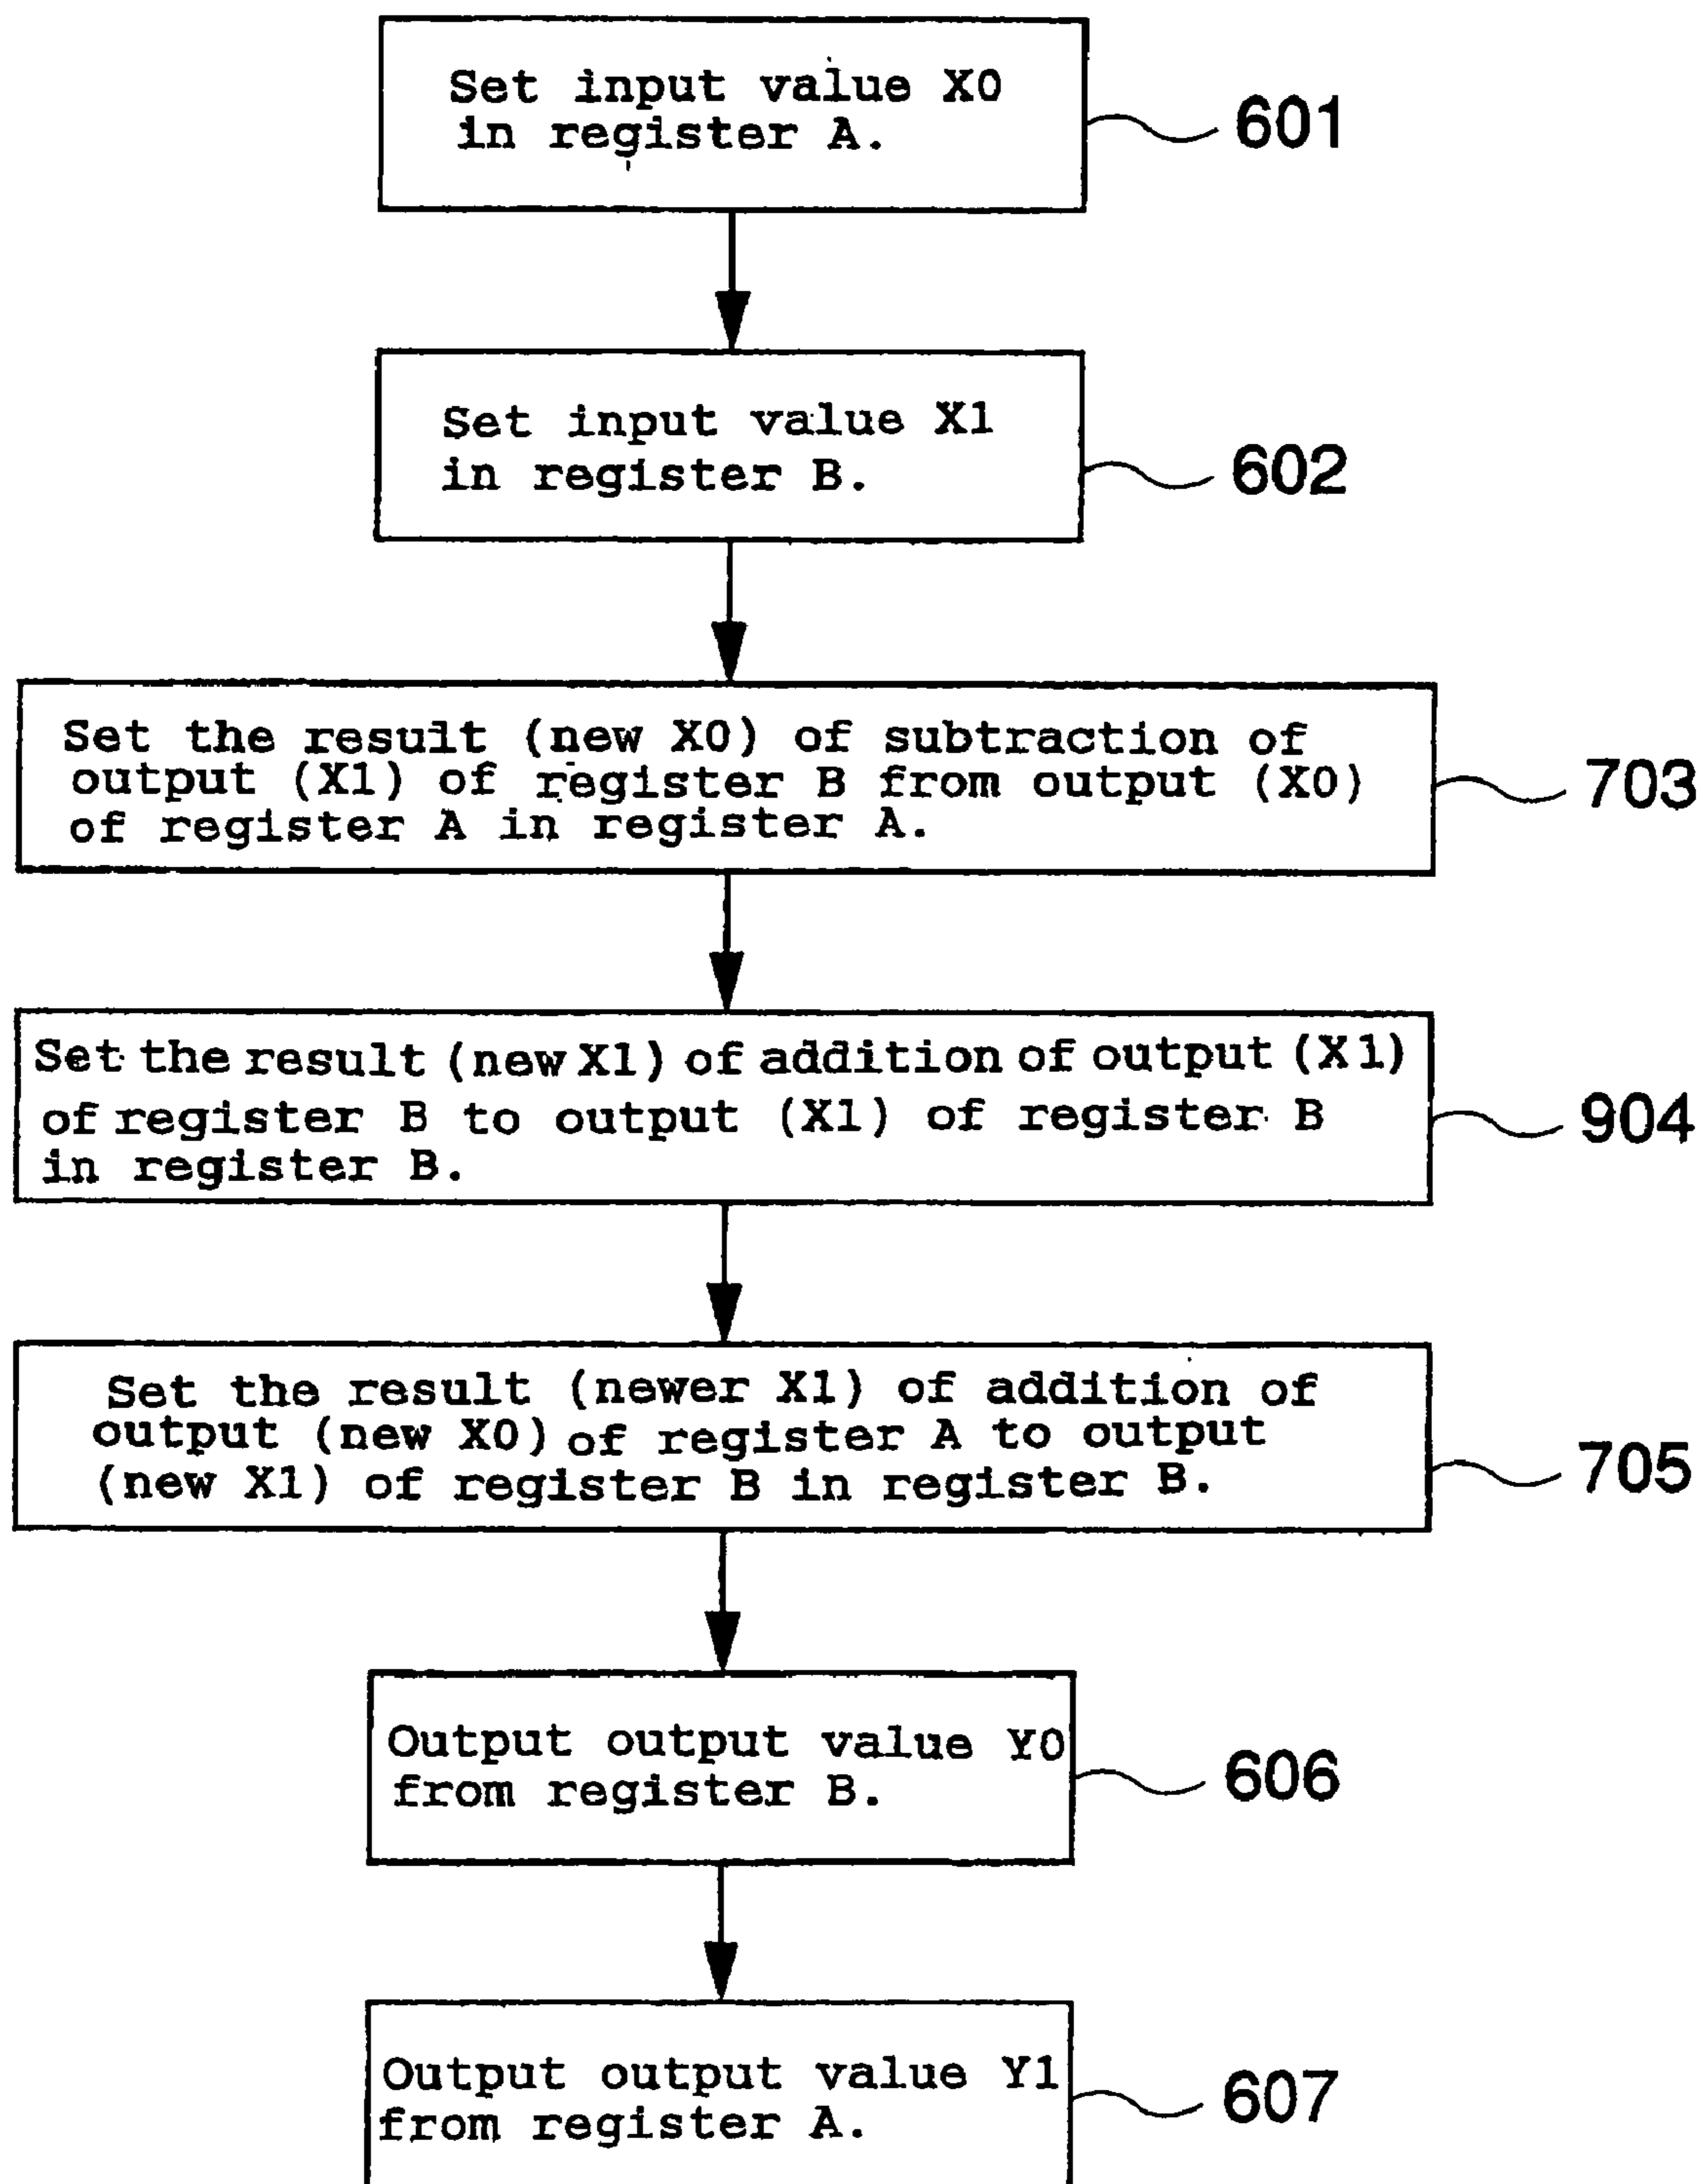 Set input value X0
in register A.
601
Set input value X1
in register B.
602
Set the result (new X0) of subtraction of
output (X1) of register B from output (X0)
of register A in register A.
703
Set the result (new X1) of addition of output (X1)
of register B to output (X1) of register B
in register B.
904
Set the result (newer X1) of addition of
output (new X0) of register A to output
(new X1) of register B in register B.
705
Output output value Y0
from register B.
606
Output output value Y1
from register A.
607